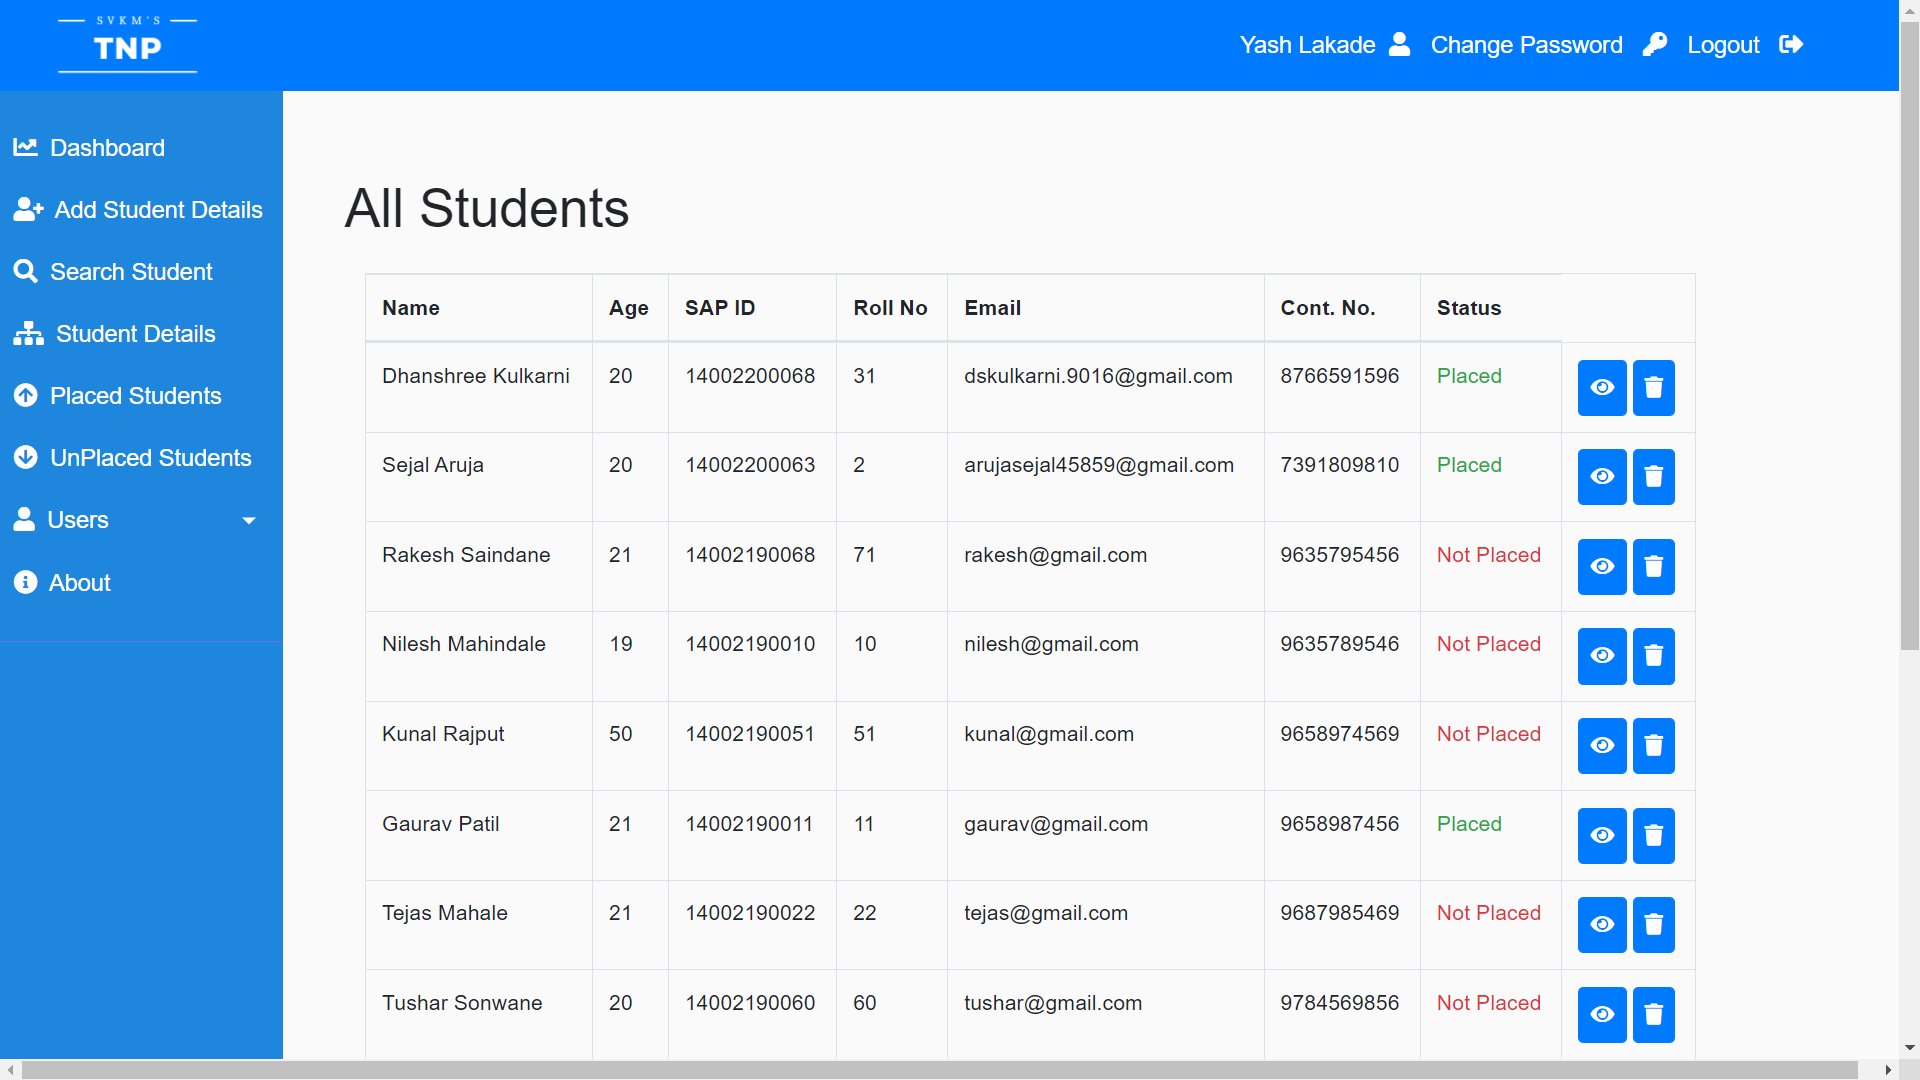 SVKM'S
TNP
Yash Lakade Change Password Logout
Dashboard
Add Student Details
Search Student
Student Details
Placed Students
UnPlaced Students
Users
About
All Students
Name Age SAP ID Roll No Email Cont. No. Status
Dhanshree Kulkarni 20 14002200068 31 dskulkarni.9016@gmail.com 8766591596 Placed
Sejal Aruja 20 14002200063 2 arujasejal45859@gmail.com 7391809810 Placed
Rakesh Saindane 21 14002190068 71 rakesh@gmail.com 9635795456 Not Placed
Nilesh Mahindale 19 14002190010 10 nilesh@gmail.com 9635789546 Not Placed
Kunal Rajput 50 14002190051 51 kunal@gmail.com 9658974569 Not Placed
Gaurav Patil 21 14002190011 11 gaurav@gmail.com 9658987456 Placed
Tejas Mahale 21 14002190022 22 tejas@gmail.com 9687985469 Not Placed
Tushar Sonwane 20 14002190060 60 tushar@gmail.com 9784569856 Not Placed